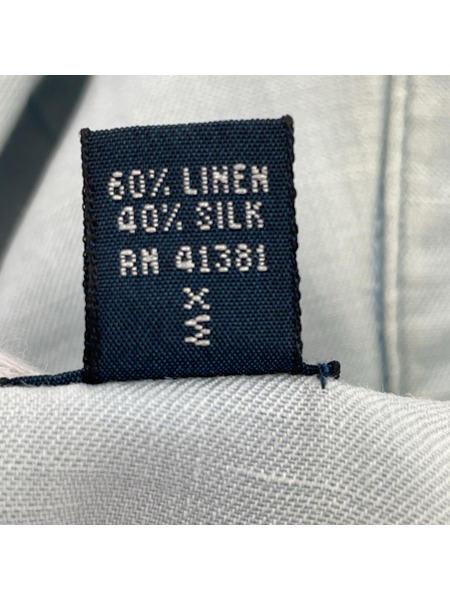 60% LINEN
40% SILK
RN 41381
X